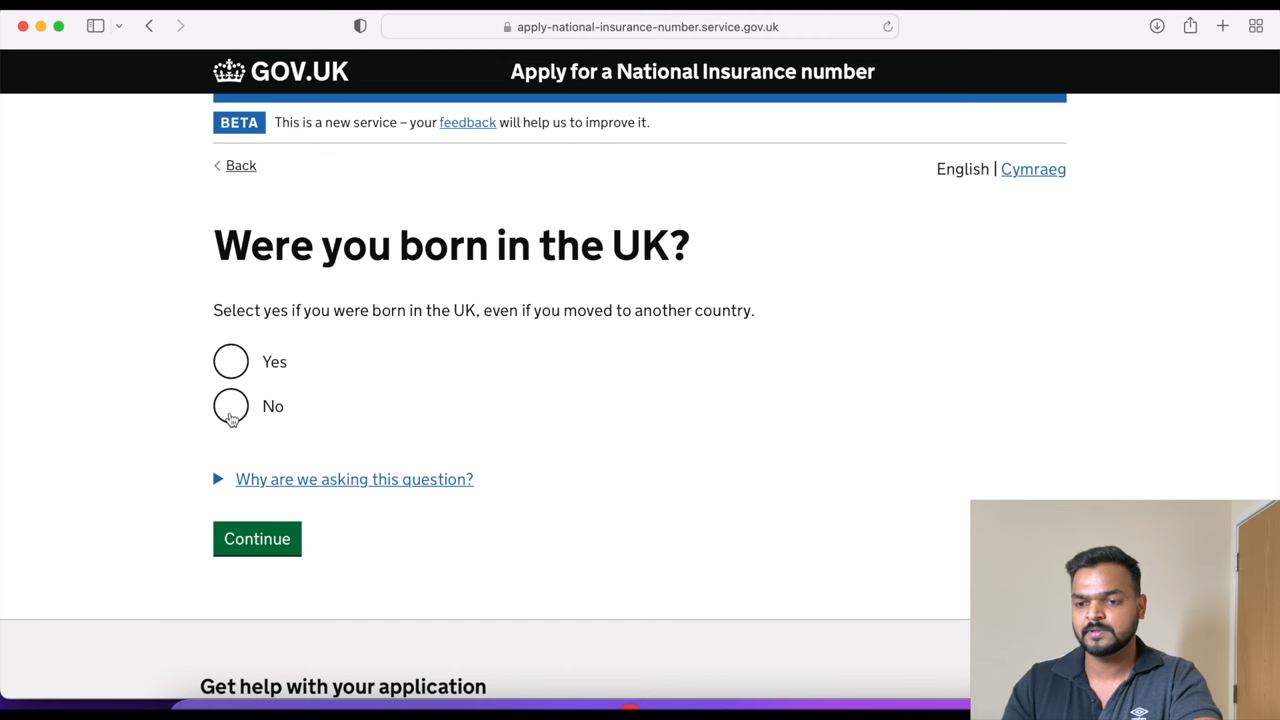 apply-national-insurance-number.service.gov.uk
GOV.UK
Apply for a National Insurance number
BETA This is a new service – your feedback will help us to improve it.
Back
English | Cymraeg
Were you born in the UK?
Select yes if you were born in the UK, even if you moved to another country.
Yes
No
Why are we asking this question?
Continue
Get help with your application